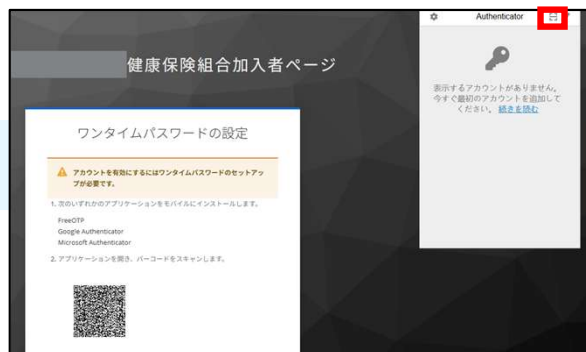 健康保険組合加入者ページ
ワンタイムパスワードの設定
アカウントを有効にするにはワンタイムパスワードのセットアッ
プが必要です。
1. 次のいずれかのアプリケーションをモバイルにインストールします。
FreeOTP
Google Authenticator
Microsoft Authenticator
2. アプリケーションを開き、バーコードをスキャンします。
Authenticator
表示するアカウントがありません。
今すぐ最初のアカウントを追加して
ください。 続きを読む